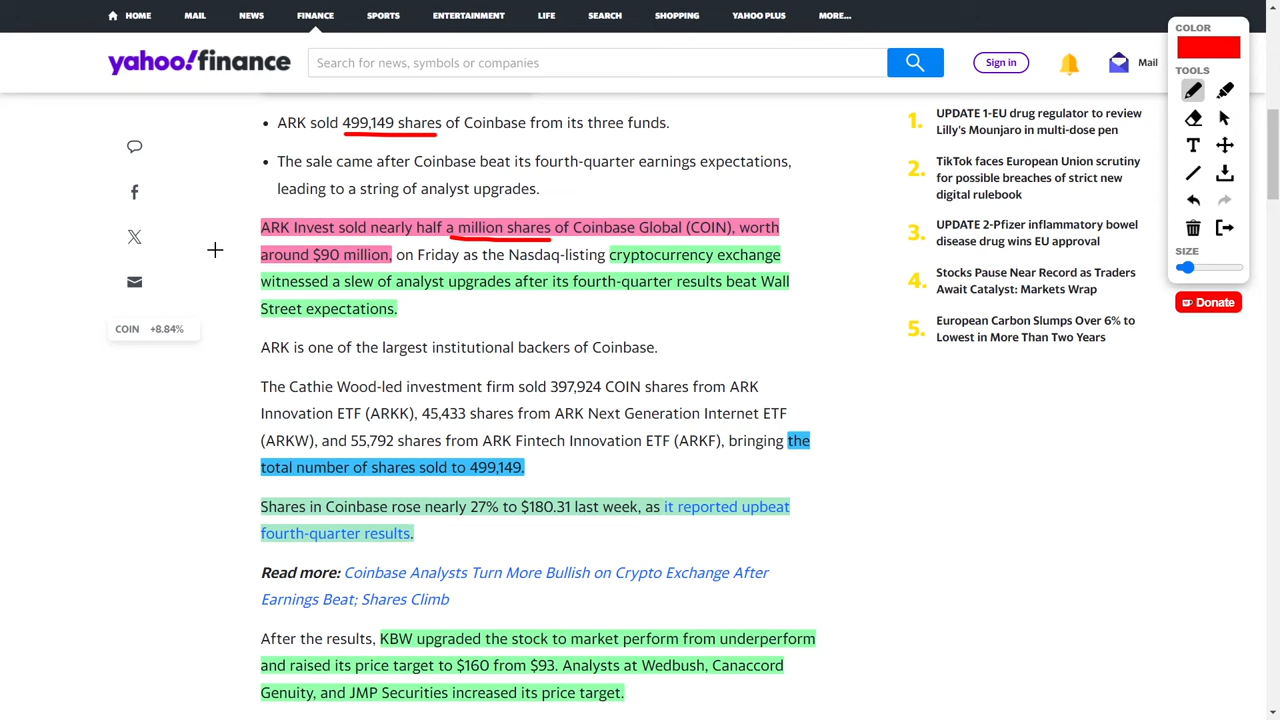 HOME MAIL NEWS FINANCE SPORTS ENTERTAINMENT LIFE SEARCH SHOPPING YAHOO PLUS MORE...
yahoo!finance
Search for news, symbols or companies
Sign in
Mail
• ARK sold 499,149 shares of Coinbase from its three funds.
• The sale came after Coinbase beat its fourth-quarter earnings expectations,
leading to a string of analyst upgrades.
ARK Invest sold nearly half a million shares of Coinbase Global (COIN), worth
around $90 million, on Friday as the Nasdaq-listing cryptocurrency exchange
witnessed a slew of analyst upgrades after its fourth-quarter results beat Wall
Street expectations.
COIN +8.84%
ARK is one of the largest institutional backers of Coinbase.
The Cathie Wood-led investment firm sold 397,924 COIN shares from ARK
Innovation ETF (ARKK), 45,433 shares from ARK Next Generation Internet ETF
(ARKW), and 55,792 shares from ARK Fintech Innovation ETF (ARKF), bringing the
total number of shares sold to 499,149.
Shares in Coinbase rose nearly 27% to $180.31 last week, as it reported upbeat
fourth-quarter results.
Read more: Coinbase Analysts Turn More Bullish on Crypto Exchange After
Earnings Beat; Shares Climb
After the results, KBW upgraded the stock to market perform from underperform
and raised its price target to $160 from $93. Analysts at Wedbush, Canaccord
Genuity, and JMP Securities increased its price target.
1. UPDATE 1-EU drug regulator to review
Lilly's Mounjaro in multi-dose pen
2. TikTok faces European Union scrutiny
for possible breaches of strict new
digital rulebook
3. UPDATE 2-Pfizer inflammatory bowel
disease drug wins EU approval
4. Stocks Pause Near Record as Traders
Await Catalyst: Markets Wrap
5. European Carbon Slumps Over 6% to
Lowest in More Than Two Years
COLOR
TOOLS
T
SIZE
Donate